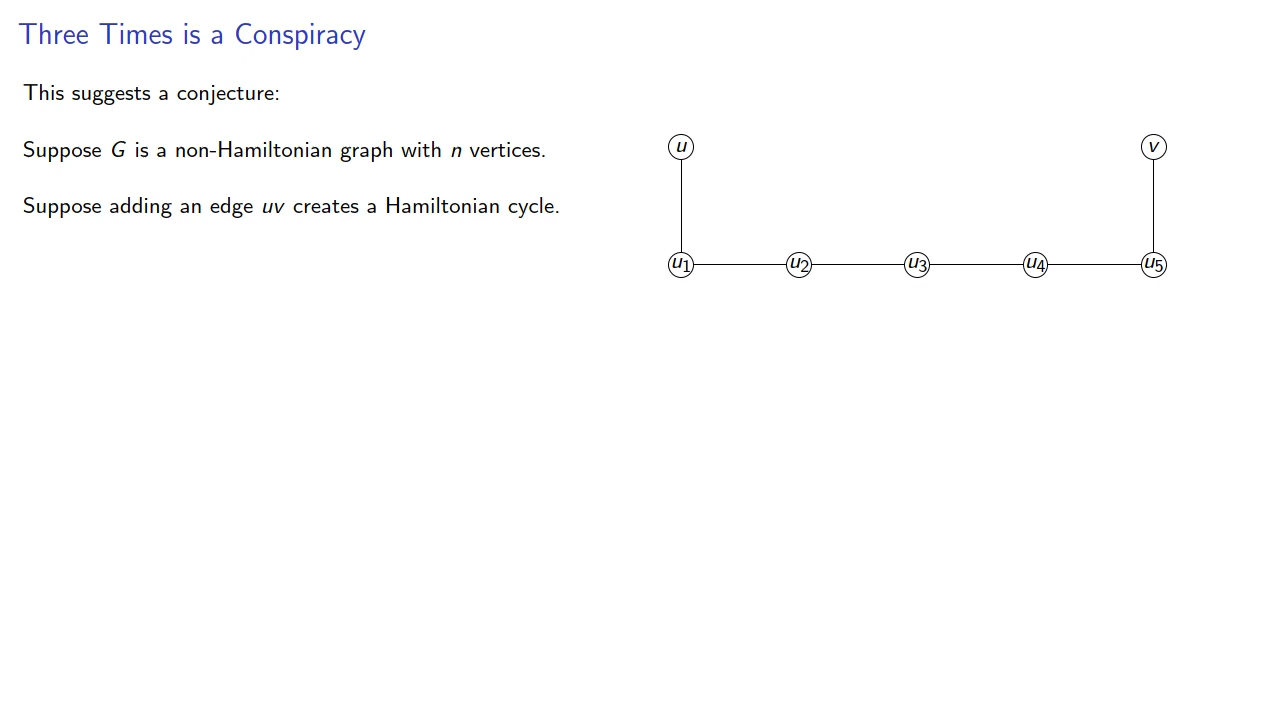 Three Times is a Conspiracy
This suggests a conjecture:
Suppose G is a non-Hamiltonian graph with n vertices.
Suppose adding an edge uv creates a Hamiltonian cycle.
u v
u1 u2 u3 u4 u5